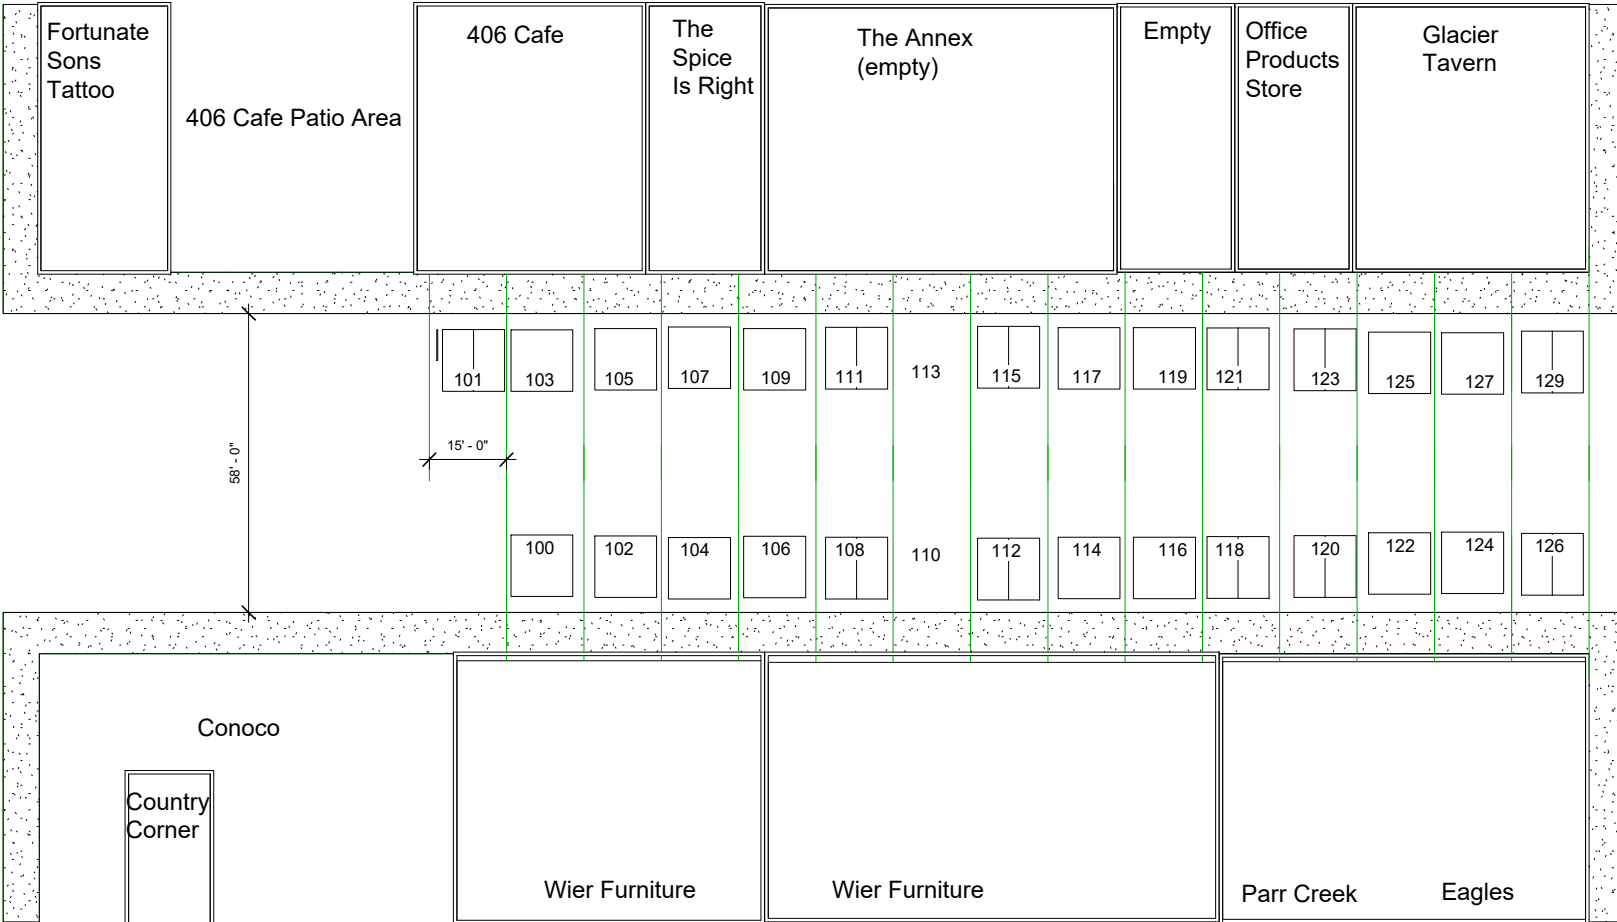 Fortunate
Sons
Tattoo
406 Cafe Patio Area
406 Cafe
The
Spice
Is Right
The Annex
(empty)
Empty
Office
Products
Store
Glacier
Tavern
101
103
105
107
109
111
113
115
117
119
121
123
125
127
129
58' - 0"
15' - 0"
100
102
104
106
108
110
112
114
116
118
120
122
124
126
Conoco
Country
Corner
Wier Furniture
Wier Furniture
Parr Creek
Eagles